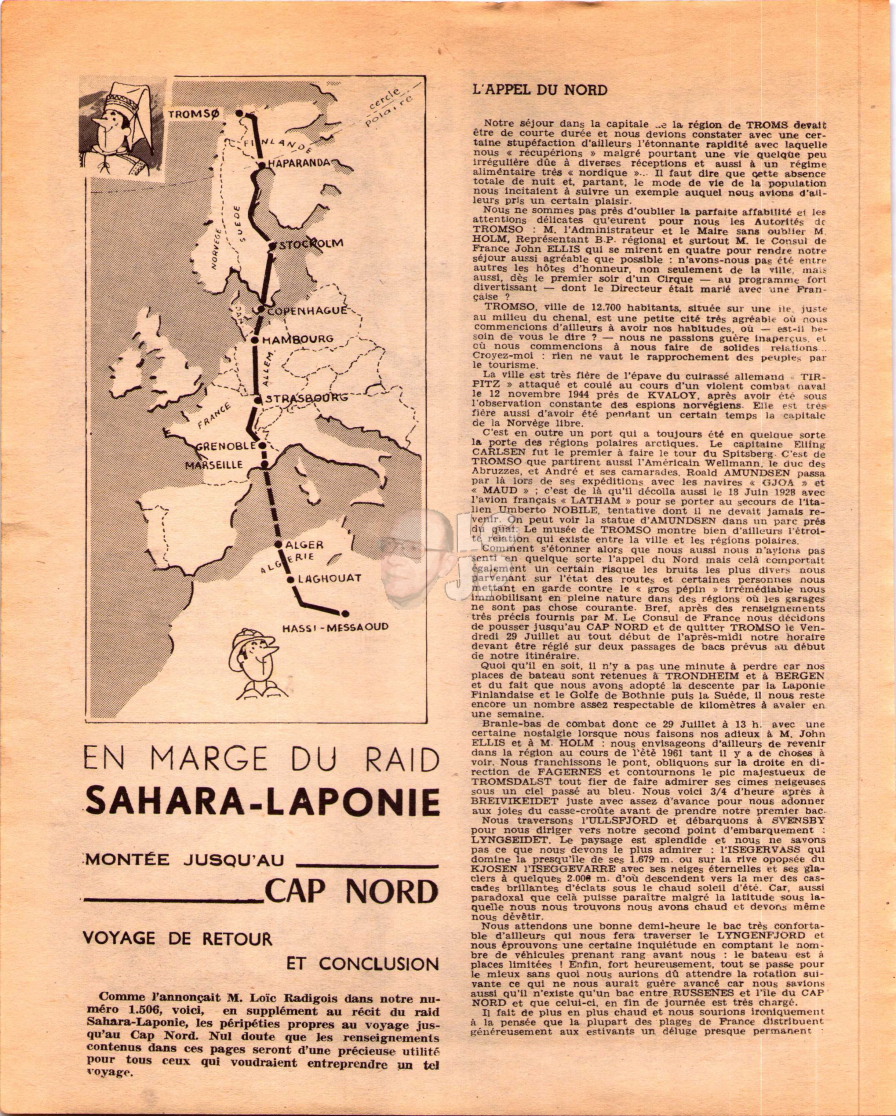 TROMSØ
cercle
polaire
FINLANDE
HAPARANDA
SUEDE
NORVEGE
STOCKOLM
COPENHAGUE
HAMBOURG
ALLEM.
STRASBOURG
FRANCE
GRENOBLE
MARSEILLE
ALGER
ALGERIE
LAGHOUAT
HASSI-MESSAOUD
EN MARGE DU RAID
SAHARA-LAPONIE
MONTÉE JUSQU'AU
CAP NORD
VOYAGE DE RETOUR
ET CONCLUSION
Comme l'annonçait M. Loïc Radigois dans notre nu-
méro 1.506, voici, en supplément au récit du raid
Sahara-Laponie, les péripéties propres au voyage jus-
qu'au Cap Nord. Nul doute que les renseignements
contenus dans ces pages seront d'une précieuse utilité
pour tous ceux qui voudraient entreprendre un tel
voyage.
L'APPEL DU NORD
Notre séjour dans la capitale de la région de TROMS devait
être de courte durée et nous devions constater avec une cer-
taine stupéfaction d'ailleurs l'étonnante rapidité avec laquelle
nous « récupérions » malgré pourtant une vie quelque peu
irrégulière dûe à diverses réceptions et aussi à un régime
alimentaire très « nordique »... Il faut dire que cette absence
totale de nuit et, partant, le mode de vie de la population
nous incitaient à suivre un exemple auquel nous avions d'ail-
leurs pris un certain plaisir.
Nous ne sommes pas près d'oublier la parfaite affabilité et les
attentions délicates qu'eurent pour nous les Autorités de
TROMSO : M. l'Administrateur et le Maire sans oublier M.
HOLM, Représentant B.P. régional et surtout M. le Consul de
France John ELLIS qui se mirent en quatre pour rendre notre
séjour aussi agréable que possible : n'avons-nous pas été entre
autres les hôtes d'honneur, non seulement de la ville, mais
aussi, dès le premier soir d'un Cirque — au programme fort
divertissant — dont le Directeur était marié avec une Fran-
çaise ?
TROMSO, ville de 12.700 habitants, située sur une île, juste
au milieu du chenal, est une petite cité très agréable où nous
commencions d'ailleurs à avoir nos habitudes, où — est-il be-
soin de vous le dire ? — nous ne passions guère inaperçus, et
où nous commencions à nous faire de solides relations.
Croyez-moi : rien ne vaut le rapprochement des peuples par
le tourisme.
La ville est très fière de l'épave du cuirassé allemand « TIR-
PITZ » attaqué et coulé au cours d'un violent combat naval
le 12 novembre 1944 près de KVALOY, après avoir été sous
l'observation constante des espions norvégiens. Elle est très
fière aussi d'avoir été pendant un certain temps la capitale
de la Norvège libre.
C'est en outre un port qui a toujours été en quelque sorte
la porte des régions polaires arctiques. Le capitaine Elling
CARLSEN fut le premier à faire le tour du Spitsberg. C'est de
TROMSO que partirent aussi l'Américain Wellmann, le duc des
Abruzzes, et André et ses camarades. Roald AMUNDSEN passa
par là lors de ses expéditions avec les navires « GJOA » et
« MAUD » ; c'est de là qu'il décolla aussi le 18 Juin 1928 avec
l'avion français « LATHAM » pour se porter au secours de l'Ita-
lien Umberto NOBILE, tentative dont il ne devait jamais re-
venir. On peut voir la statue d'AMUNDSEN dans un parc près
du quai. Le musée de TROMSO montre bien d'ailleurs l'étroi-
relation qui existe entre la ville et les régions polaires.
Comment s'étonner alors que nous aussi nous n'ayions pas
senti en quelque sorte l'appel du Nord mais celà comportait
également un certain risque les bruits les plus divers nous
parvenant sur l'état des routes et certaines personnes nous
mettant en garde contre le « gros pépin » irrémédiable nous
immobilisant en pleine nature dans des régions où les garages
ne sont pas chose courante. Bref, après des renseignements
très précis fournis par M. Le Consul de France nous décidons
de pousser jusqu'au CAP NORD et de quitter TROMSO le Ven-
dredi 29 Juillet au tout début de l'après-midi notre horaire
devant être réglé sur deux passages de bacs prévus au début
de notre itinéraire.
Quoi qu'il en soit, il n'y a pas une minute à perdre car nos
places de bateau sont retenues à TRONDHEIM et à BERGEN
et du fait que nous avons adopté la descente par la Laponie
Finlandaise et le Golfe de Bothnie puis la Suède, il nous reste
encore un nombre assez respectable de kilomètres à avaler en
une semaine.
Branle-bas de combat donc ce 29 Juillet à 13 h. avec une
certaine nostalgie lorsque nous faisons nos adieux à M. John
ELLIS et à M. HOLM : nous envisageons d'ailleurs de revenir
dans la région au cours de l'été 1961 tant il y a de choses à
voir. Nous franchissons le pont, obliquons sur la droite en di-
rection de FAGERNES et contournons le pic majestueux de
TROMSDALST tout fier de faire admirer ses cimes neigeuses
sous un ciel passé au bleu. Nous voici 3/4 d'heure après à
BREIVIKEIDET juste avec assez d'avance pour nous adonner
aux joies du casse-croûte avant de prendre notre premier bac.
Nous traversons l'ULLSFJORD et débarquons à SVENSBY
pour nous diriger vers notre second point d'embarquement :
LYNGSEIDET. Le paysage est splendide et nous ne savons
pas ce que nous devons le plus admirer : l'ISEGERVASS qui
domine la presqu'île de ses 1.679 m. ou sur la rive opopsée du
KJOSEN l'ISEGGEVARRE avec ses neiges éternelles et ses gla-
ciers à quelques 2.000 m. d'où descendent vers la mer des cas-
cades brillantes d'éclats sous le chaud soleil d'été. Car, aussi
paradoxal que celà puisse paraître malgré la latitude sous la-
quelle nous nous trouvons nous avons chaud et devons même
nous dévêtir.
Nous attendons une bonne demi-heure le bac très conforta-
ble d'ailleurs qui nous fera traverser le LYNGENFJORD et
nous éprouvons une certaine inquiétude en comptant le nom-
bre de véhicules prenant rang avant nous : le bateau est à
places limitées ! Enfin, fort heureusement, tout se passe pour
le mieux sans quoi nous aurions dû attendre la rotation sui-
vante ce qui ne nous aurait guère avancé car nous savions
aussi qu'il n'existe qu'un bac entre RUSSENES et l'île du CAP
NORD et que celui-ci, en fin de journée est très chargé.
Il fait de plus en plus chaud et nous sourions ironiquement
à la pensée que la plupart des plages de France distribuent
généreusement aux estivants un déluge presque permanent !